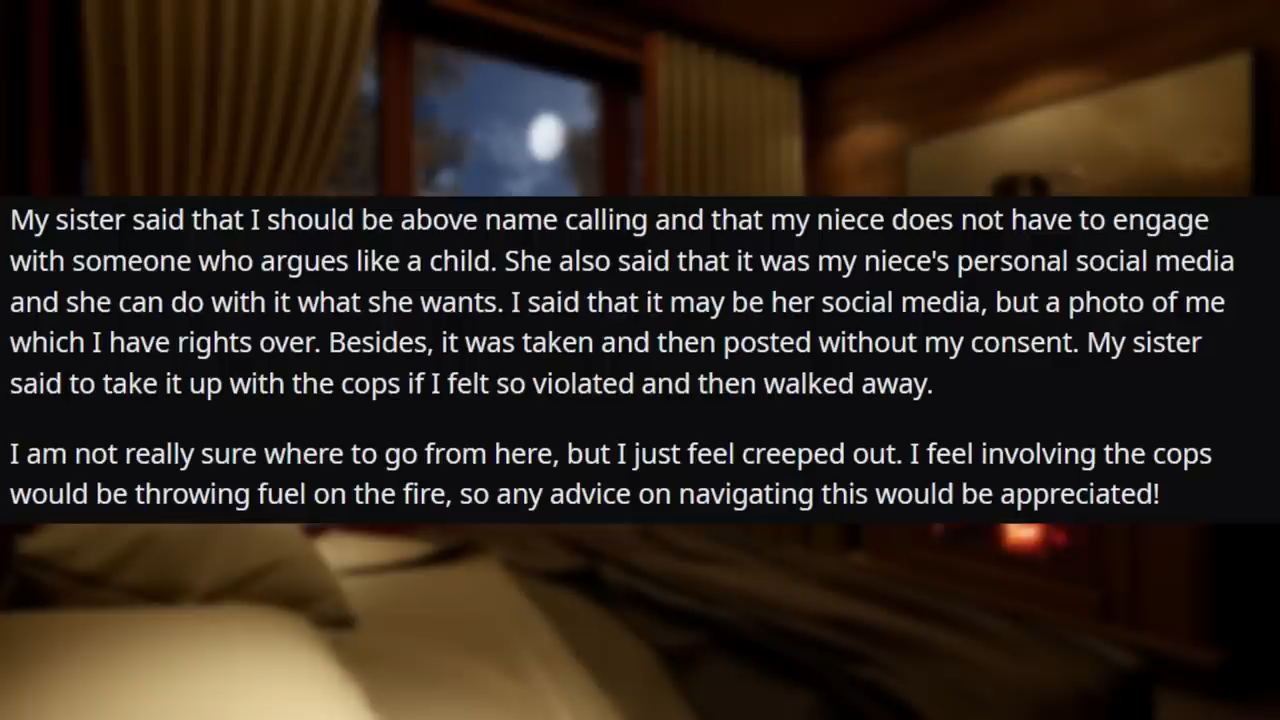 My sister said that I should be above name calling and that my niece does not have to engage
with someone who argues like a child. She also said that it was my niece's personal social media
and she can do with it what she wants. I said that it may be her social media, but a photo of me
which I have rights over. Besides, it was taken and then posted without my consent. My sister
said to take it up with the cops if I felt so violated and then walked away.
I am not really sure where to go from here, but I just feel creeped out. I feel involving the cops
would be throwing fuel on the fire, so any advice on navigating this would be appreciated!